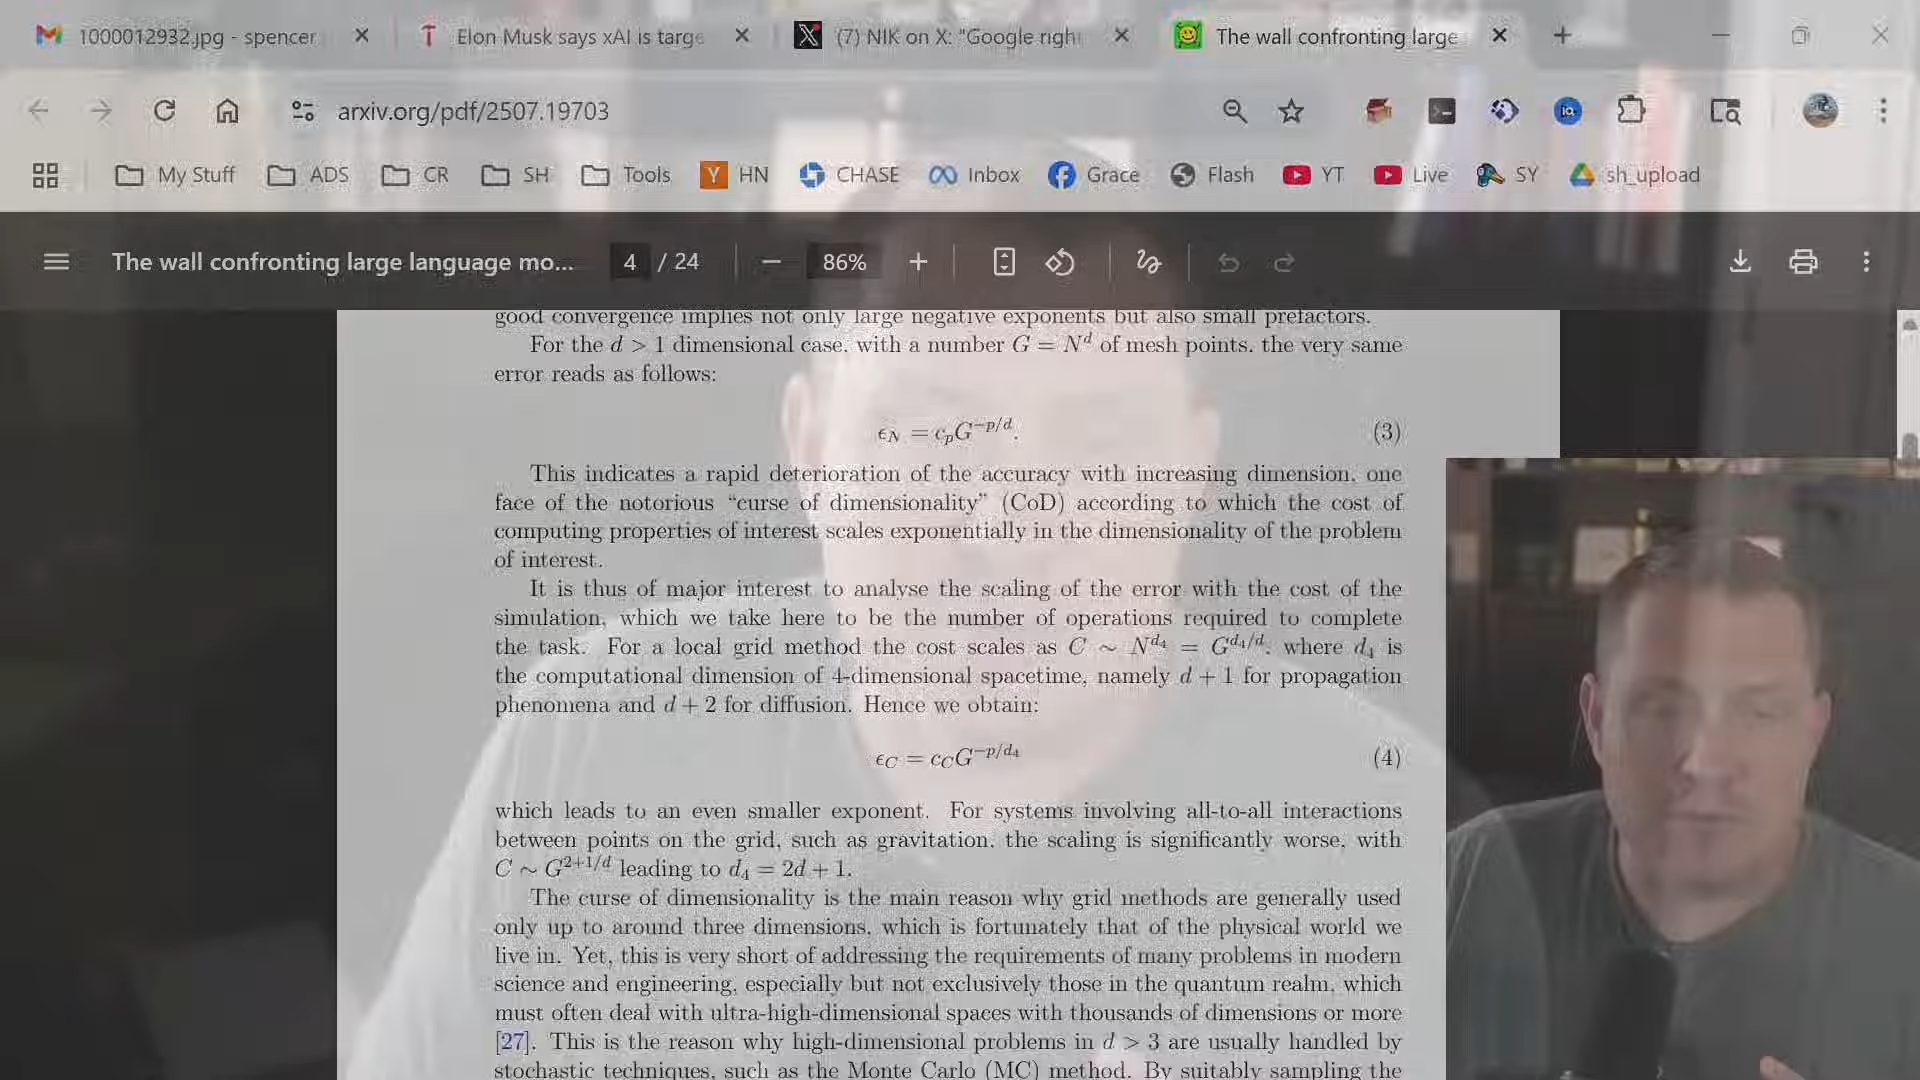 1000012932.jpg - spencer
Elon Musk says xAI is targe
(7) NIK on X: "Google righ
The wall confronting large
arxiv.org/pdf/2507.19703
My Stuff
ADS
CR
SH
Tools
HN
CHASE
Inbox
Grace
Flash
YT
Live
SY
sh_upload
The wall confronting large language mo...
4 / 24
86%
good convergence implies not only large negative exponents but also small prefactors.
For the d > 1 dimensional case, with a number G = N^d of mesh points, the very same
error reads as follows:
ϵ_N = c_p G^{−p/d}. (3)
This indicates a rapid deterioration of the accuracy with increasing dimension, one
face of the notorious “curse of dimensionality” (CoD) according to which the cost of
computing properties of interest scales exponentially in the dimensionality of the problem
of interest.
It is thus of major interest to analyse the scaling of the error with the cost of the
simulation, which we take here to be the number of operations required to complete
the task. For a local grid method the cost scales as C ∼ N^{d_4} = G^{d_4/d}, where d_4 is
the computational dimension of 4-dimensional spacetime, namely d + 1 for propagation
phenomena and d + 2 for diffusion. Hence we obtain:
ϵ_C = c_C G^{−p/d_4} (4)
which leads to an even smaller exponent. For systems involving all-to-all interactions
between points on the grid, such as gravitation, the scaling is significantly worse, with
C ∼ G^{2+1/d} leading to d_4 = 2d + 1.
The curse of dimensionality is the main reason why grid methods are generally used
only up to around three dimensions, which is fortunately that of the physical world we
live in. Yet, this is very short of addressing the requirements of many problems in modern
science and engineering, especially but not exclusively those in the quantum realm, which
must often deal with ultra-high-dimensional spaces with thousands of dimensions or more
[27]. This is the reason why high-dimensional problems in d > 3 are usually handled by
stochastic techniques, such as the Monte Carlo (MC) method. By suitably sampling the